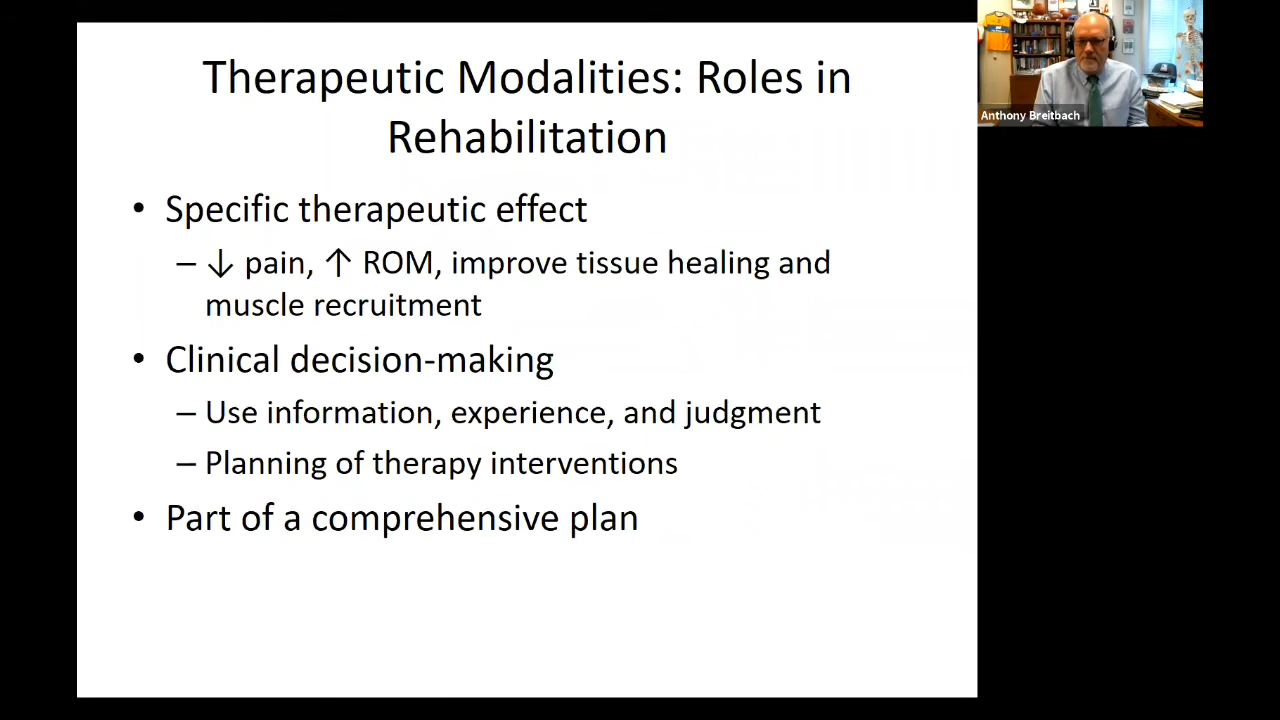 Therapeutic Modalities: Roles in
Rehabilitation
• Specific therapeutic effect
– ↓ pain, ↑ ROM, improve tissue healing and
muscle recruitment
• Clinical decision-making
– Use information, experience, and judgment
– Planning of therapy interventions
• Part of a comprehensive plan
Anthony Breitbach